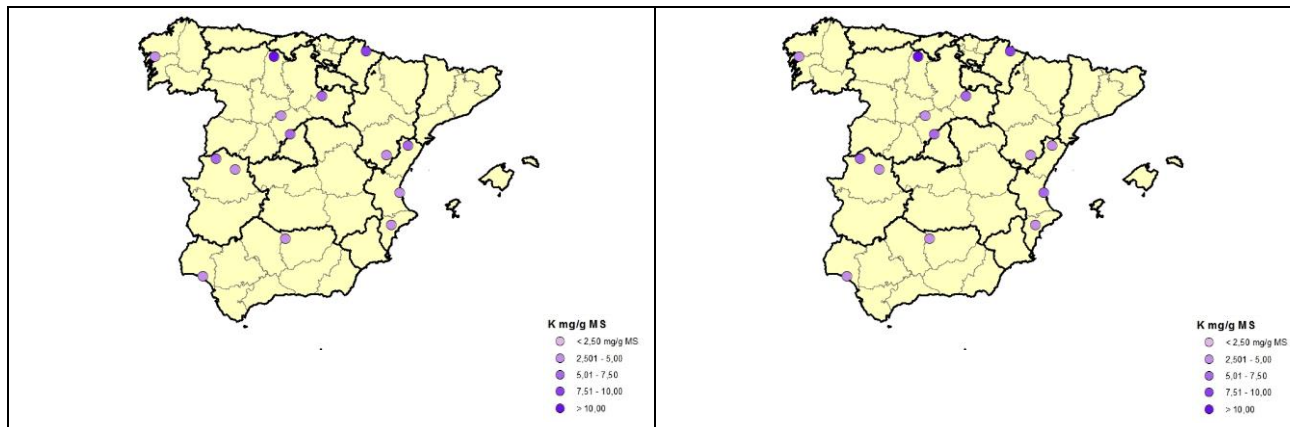 K mg/g MS
< 2,50 mg/g MS
2,501 - 5,00
5,01 - 7,50
7,51 - 10,00
> 10,00
K mg/g MS
< 2,50 mg/g MS
2,501 - 5,00
5,01 - 7,50
7,51 - 10,00
> 10,00